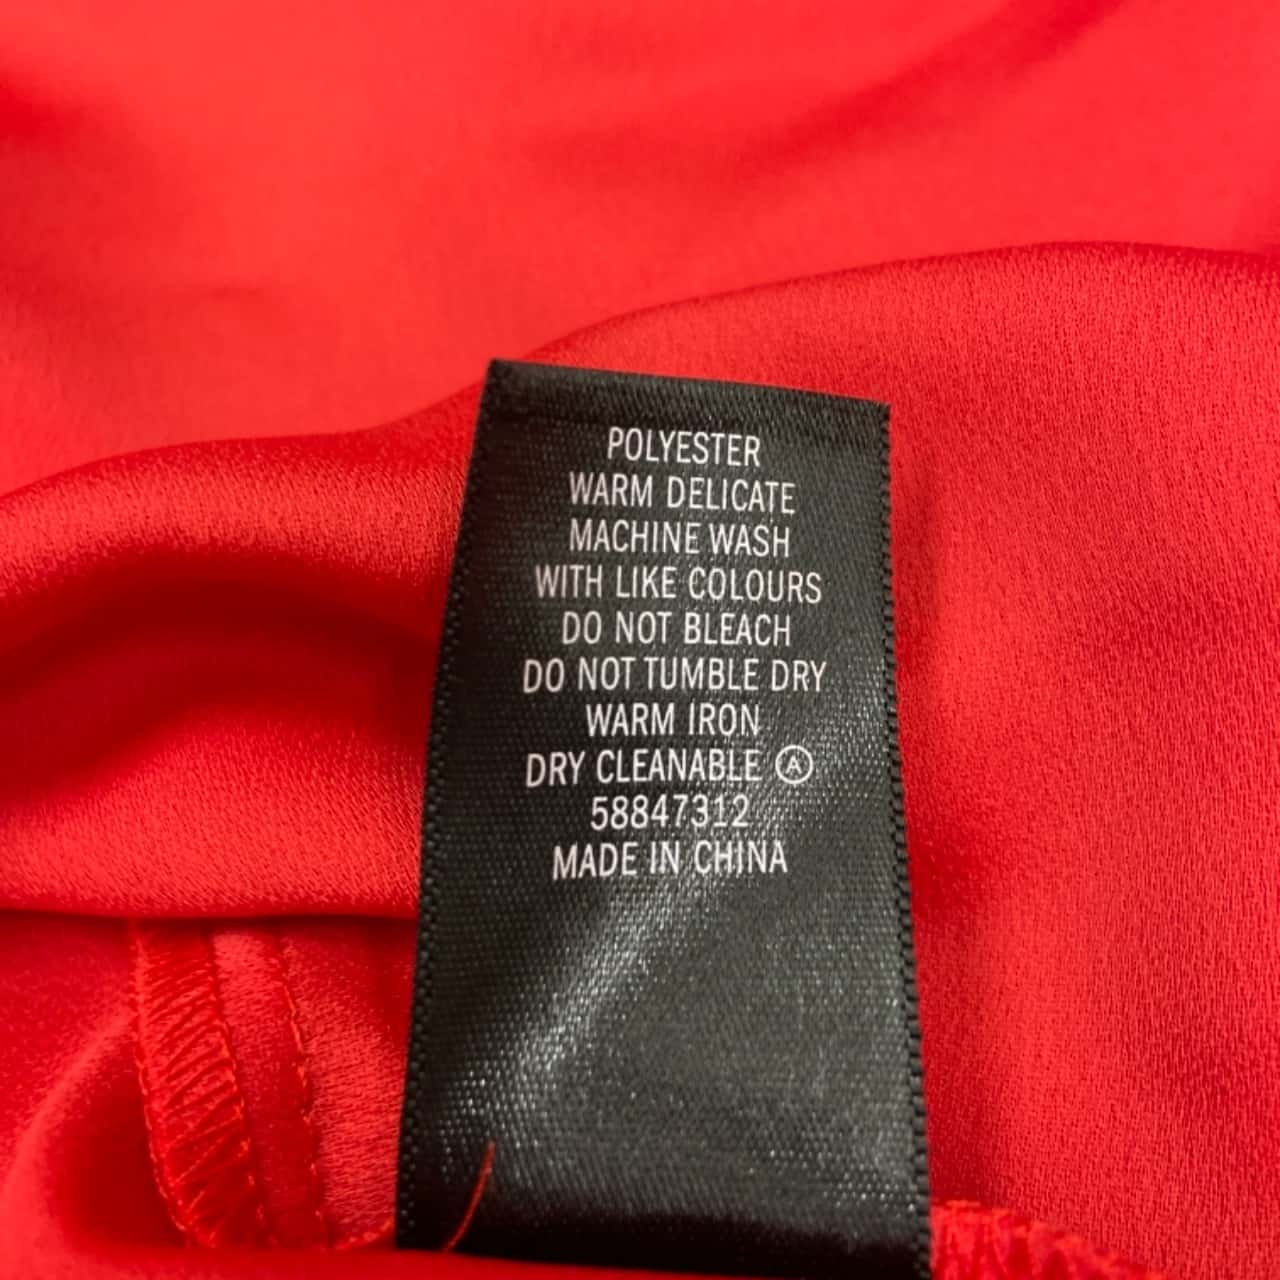 POLYESTER
WARM DELICATE
MACHINE WASH
WITH LIKE COLOURS
DO NOT BLEACH
DO NOT TUMBLE DRY
WARM IRON
DRY CLEANABLE Ⓐ
58847312
MADE IN CHINA